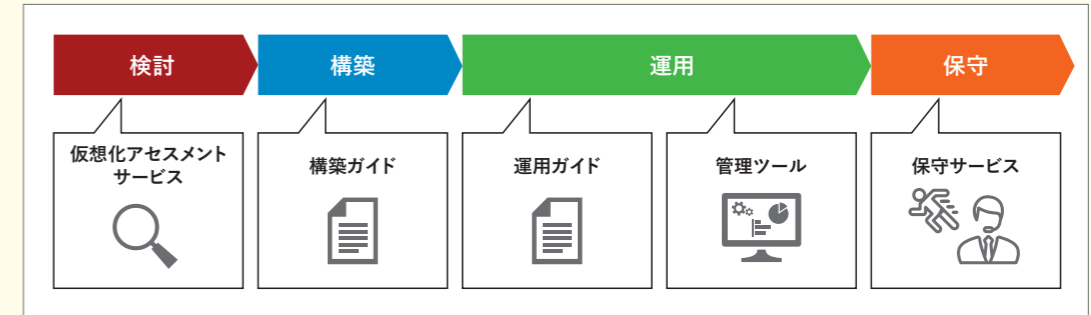 検討
構築
運用
保守
仮想化アセスメント
サービス
構築ガイド
運用ガイド
管理ツール
保守サービス